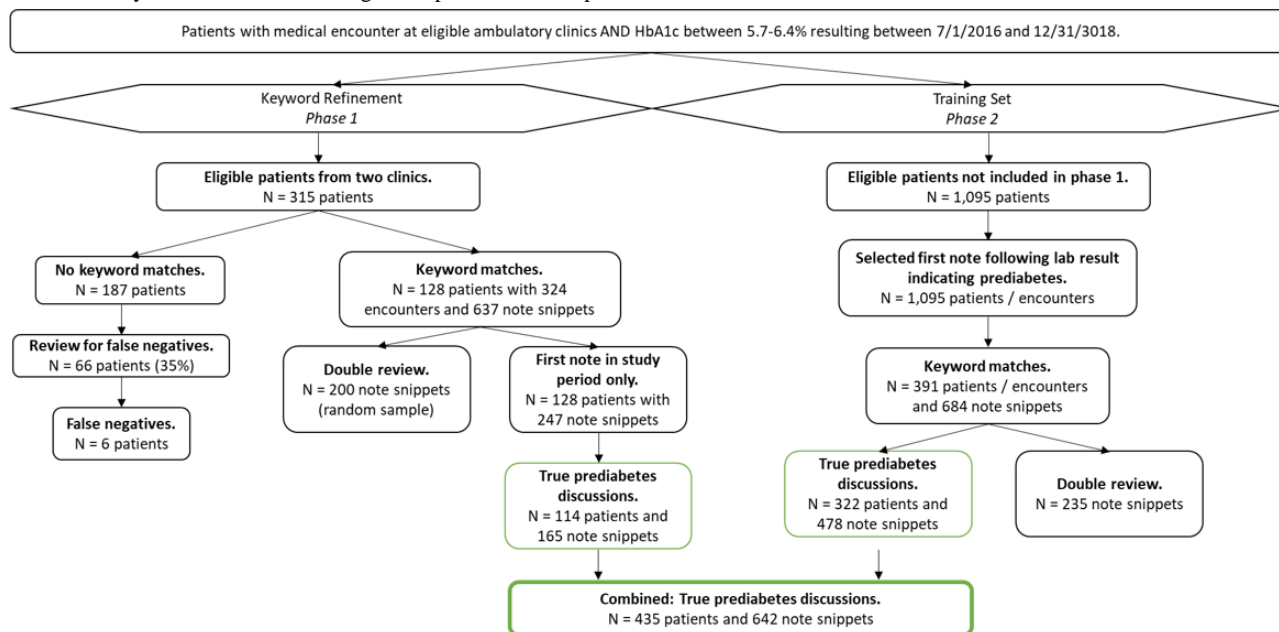 Patients with medical encounter at eligible ambulatory clinics AND HbA1c between 5.7-6.4% resulting between 7/1/2016 and 12/31/3018.
Keyword Refinement
Phase 1
Training Set
Phase 2
Eligible patients from two clinics.
N = 315 patients
Eligible patients not included in phase 1.
N = 1,095 patients
No keyword matches.
N = 187 patients
Keyword matches.
N = 128 patients with 324
encounters and 637 note snippets
Selected first note following lab result
indicating prediabetes.
N = 1,095 patients / encounters
Review for false negatives.
N = 66 patients (35%)
Double review.
N = 200 note snippets
(random sample)
First note in study
period only.
N = 128 patients with
247 note snippets
Keyword matches.
N = 391 patients / encounters
and 684 note snippets
False negatives.
N = 6 patients
True prediabetes
discussions.
N = 114 patients and
165 note snippets
True prediabetes
discussions.
N = 322 patients and
478 note snippets
Double review.
N = 235 note snippets
Combined: True prediabetes discussions.
N = 435 patients and 642 note snippets